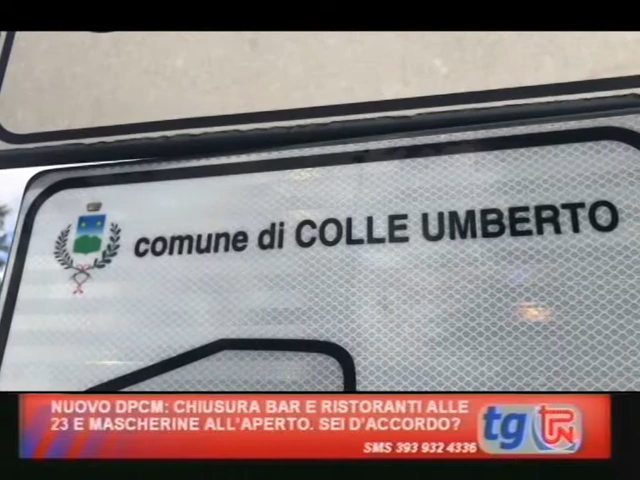 comune di COLLE UMBERTO
NUOVO DPCM: CHIUSURA BAR E RISTORANTI ALLE
23 E MASCHERINE ALL'APERTO. SEI D'ACCORDO?
SMS 393 932 4336
tg TPN